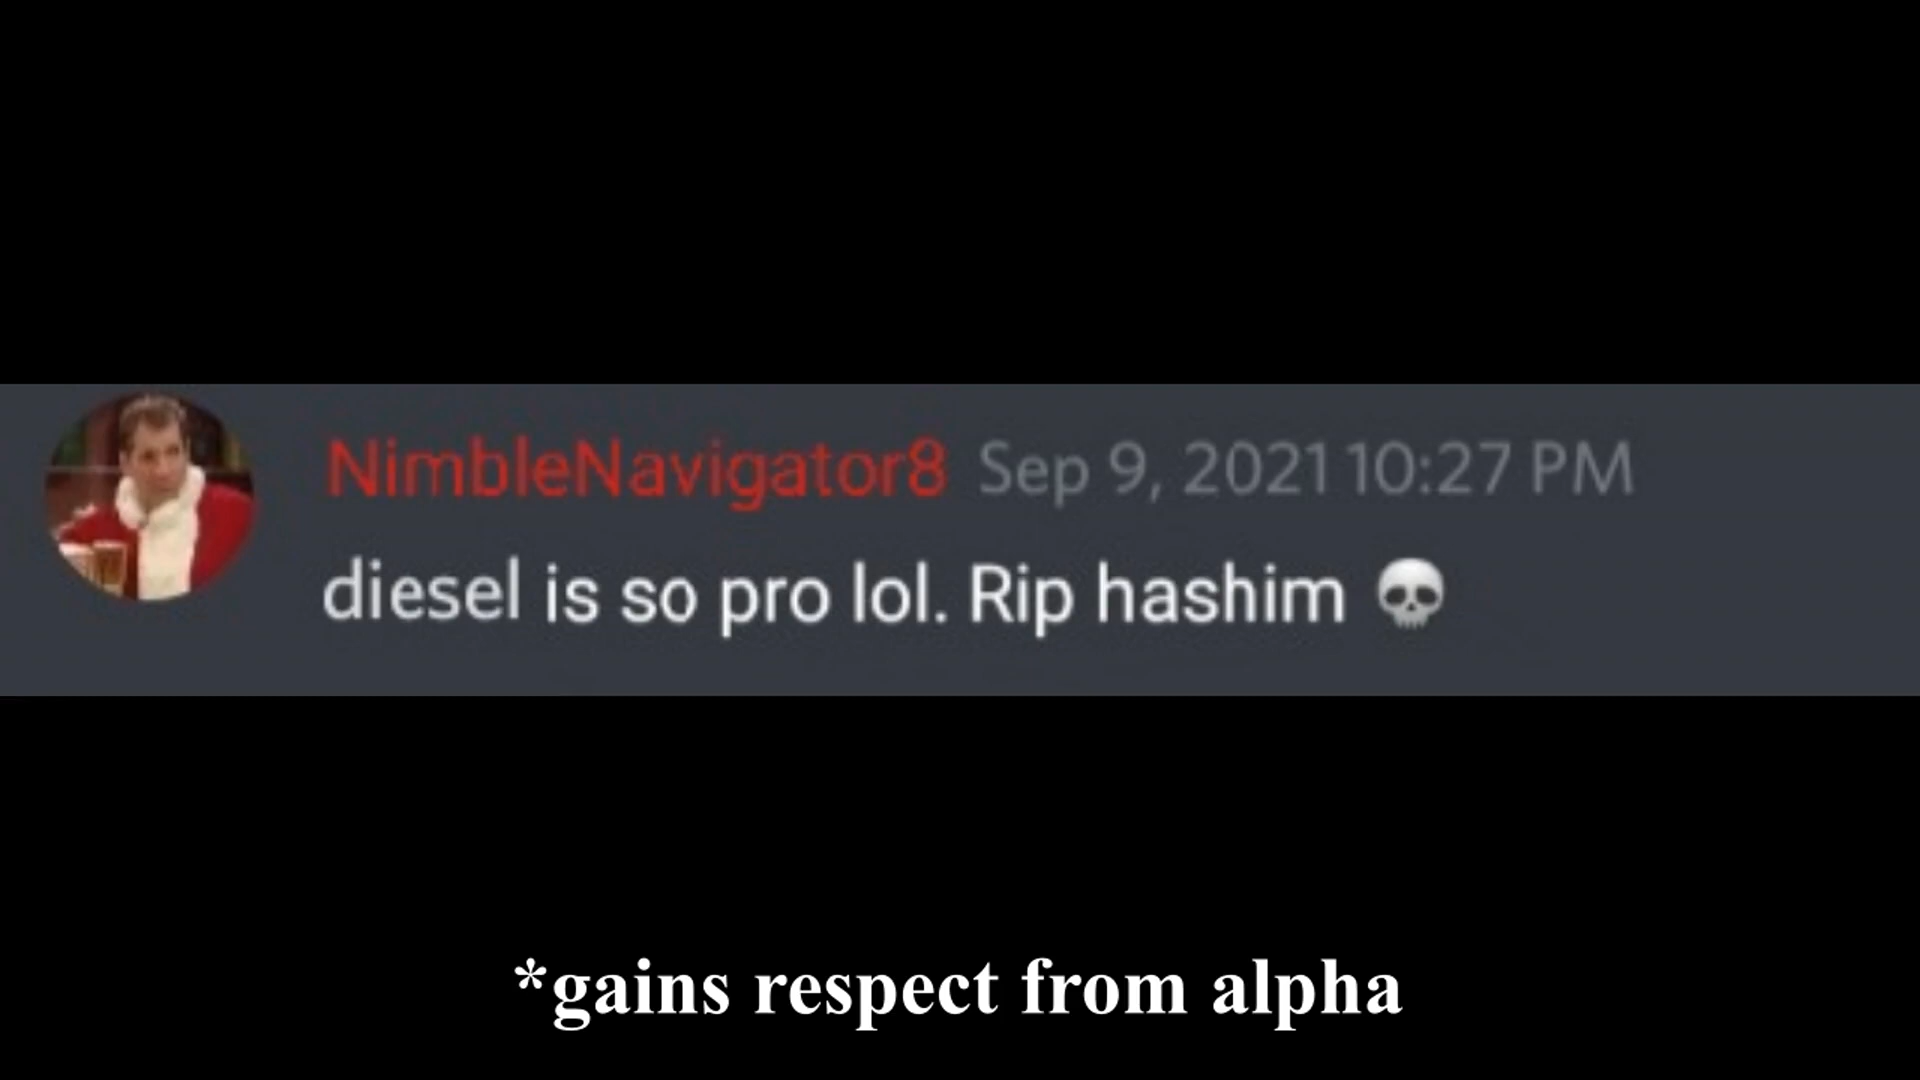 NimbleNavigator8 Sep 9, 2021 10:27 PM
diesel is so pro lol. Rip hashim 💀
*gains respect from alpha